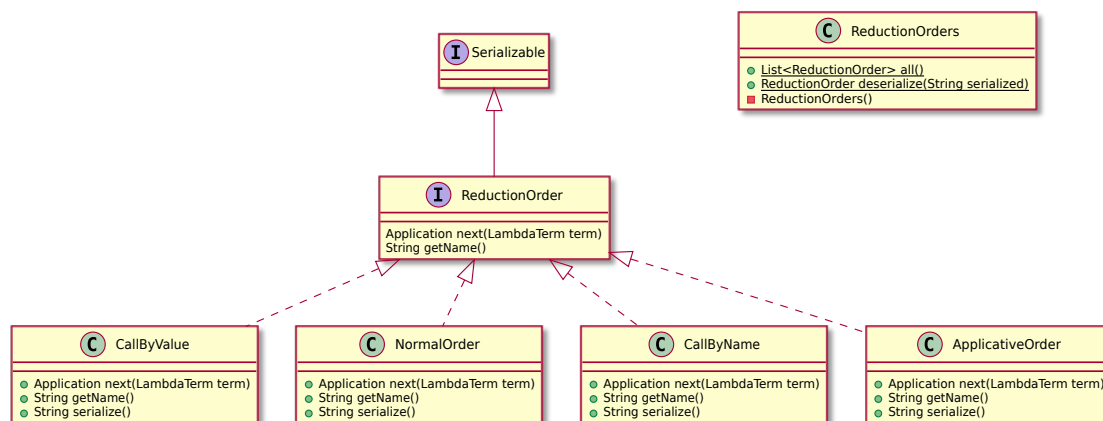 C ReductionOrders
List<ReductionOrder> all()
ReductionOrder deserialize(String serialized)
ReductionOrders()
I Serializable
I ReductionOrder
Application next(LambdaTerm term)
String getName()
C CallByValue
Application next(LambdaTerm term)
String getName()
String serialize()
C NormalOrder
Application next(LambdaTerm term)
String getName()
String serialize()
C CallByName
Application next(LambdaTerm term)
String getName()
String serialize()
C ApplicativeOrder
Application next(LambdaTerm term)
String getName()
String serialize()